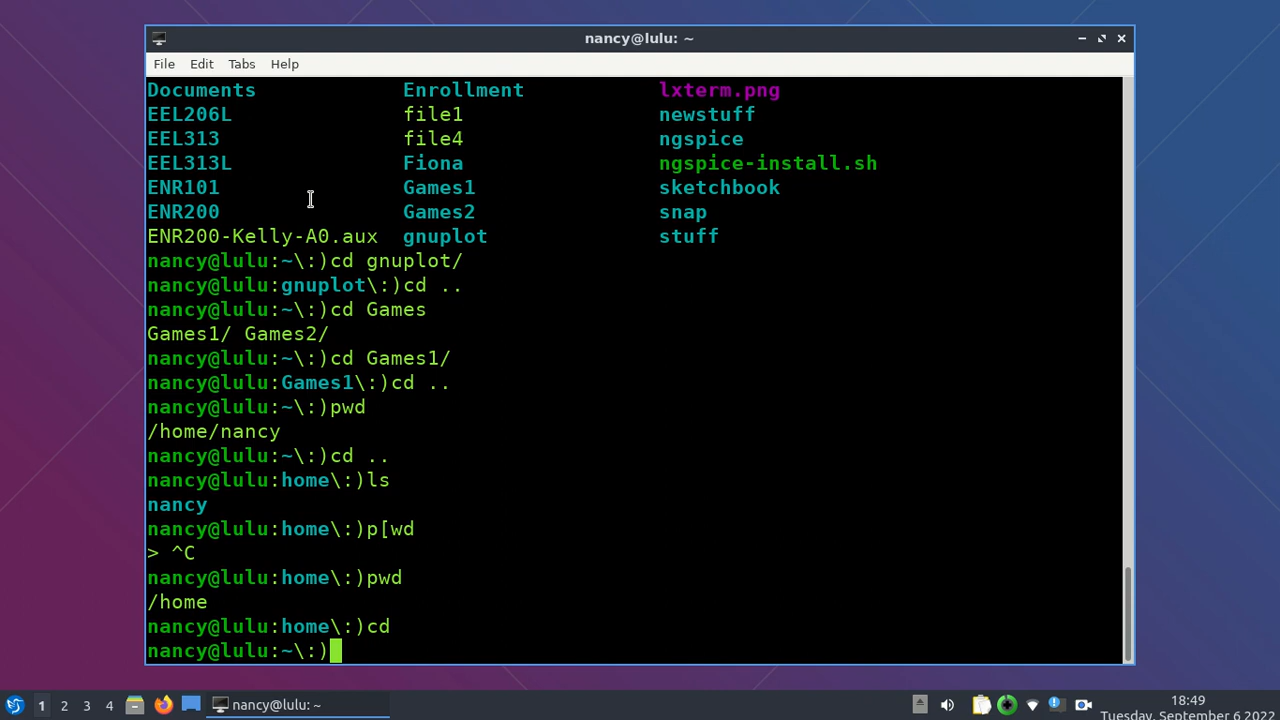 nancy@lulu: ~
File Edit Tabs Help
Documents Enrollment lxterm.png
EEL206L file1 newstuff
EEL313 file4 ngspice
EEL313L Fiona ngspice-install.sh
ENR101 Games1 sketchbook
ENR200 Games2 snap
ENR200-Kelly-A0.aux gnuplot stuff
nancy@lulu:~\:)cd gnuplot/
nancy@lulu:gnuplot\:)cd ..
nancy@lulu:~\:)cd Games
Games1/ Games2/
nancy@lulu:~\:)cd Games1/
nancy@lulu:Games1\:)cd ..
nancy@lulu:~\:)pwd
/home/nancy
nancy@lulu:~\:)cd ..
nancy@lulu:home\:)ls
nancy
nancy@lulu:home\:)p[wd
> ^C
nancy@lulu:home\:)pwd
/home
nancy@lulu:home\:)cd
nancy@lulu:~\:)
1 2 3 4 nancy@lulu: ~ 18:49
Tuesday, September 6 2022